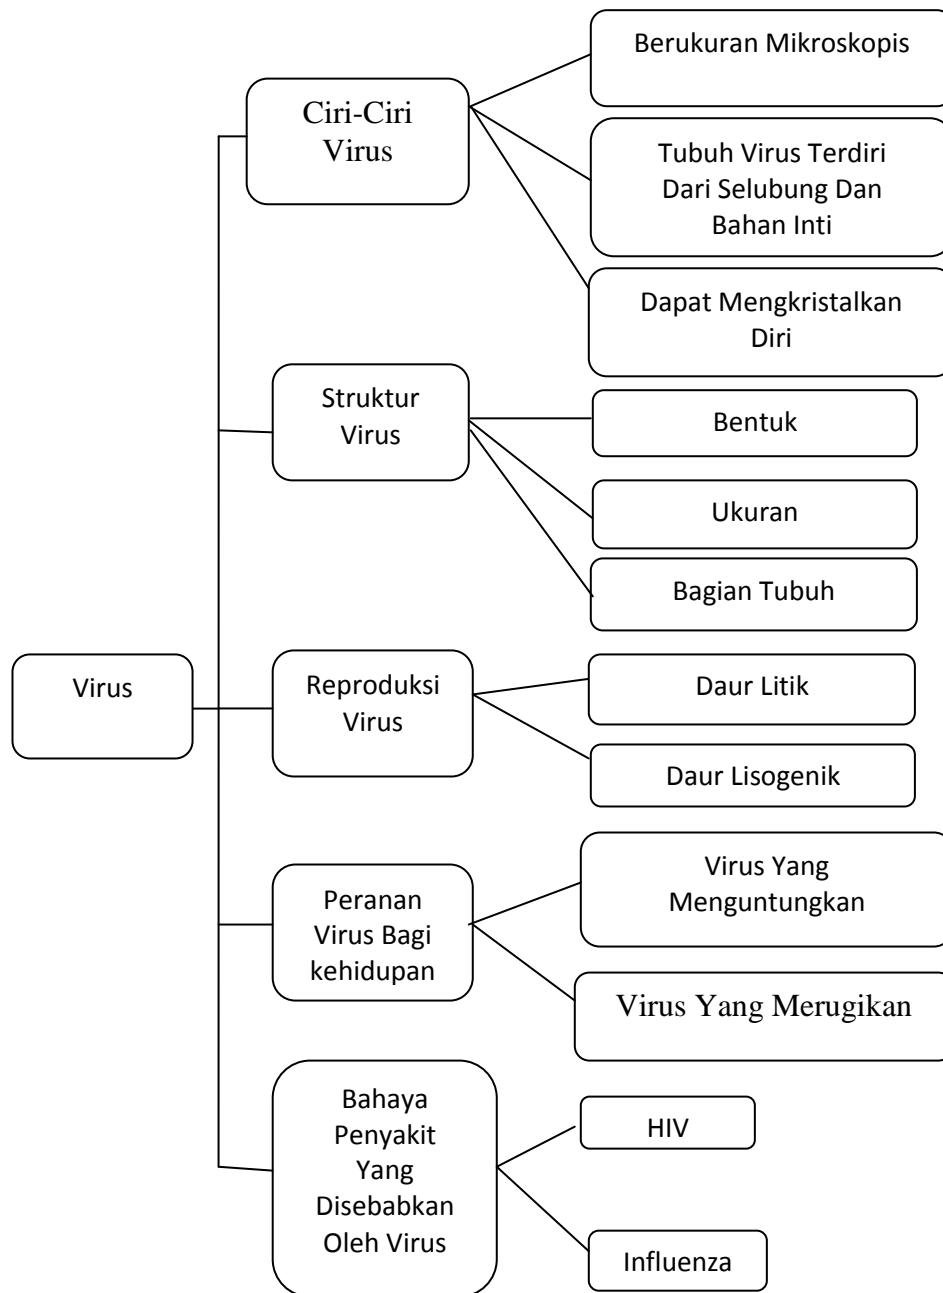 Virus
Ciri-Ciri
Virus
Berukuran Mikroskopis
Tubuh Virus Terdiri
Dari Selubung Dan
Bahan Inti
Dapat Mengkristalkan
Diri
Struktur
Virus
Bentuk
Ukuran
Bagian Tubuh
Reproduksi
Virus
Daur Litik
Daur Lisogenik
Peranan
Virus Bagi
kehidupan
Virus Yang
Menguntungkan
Virus Yang Merugikan
Bahaya
Penyakit
Yang
Disebabkan
Oleh Virus
HIV
Influenza